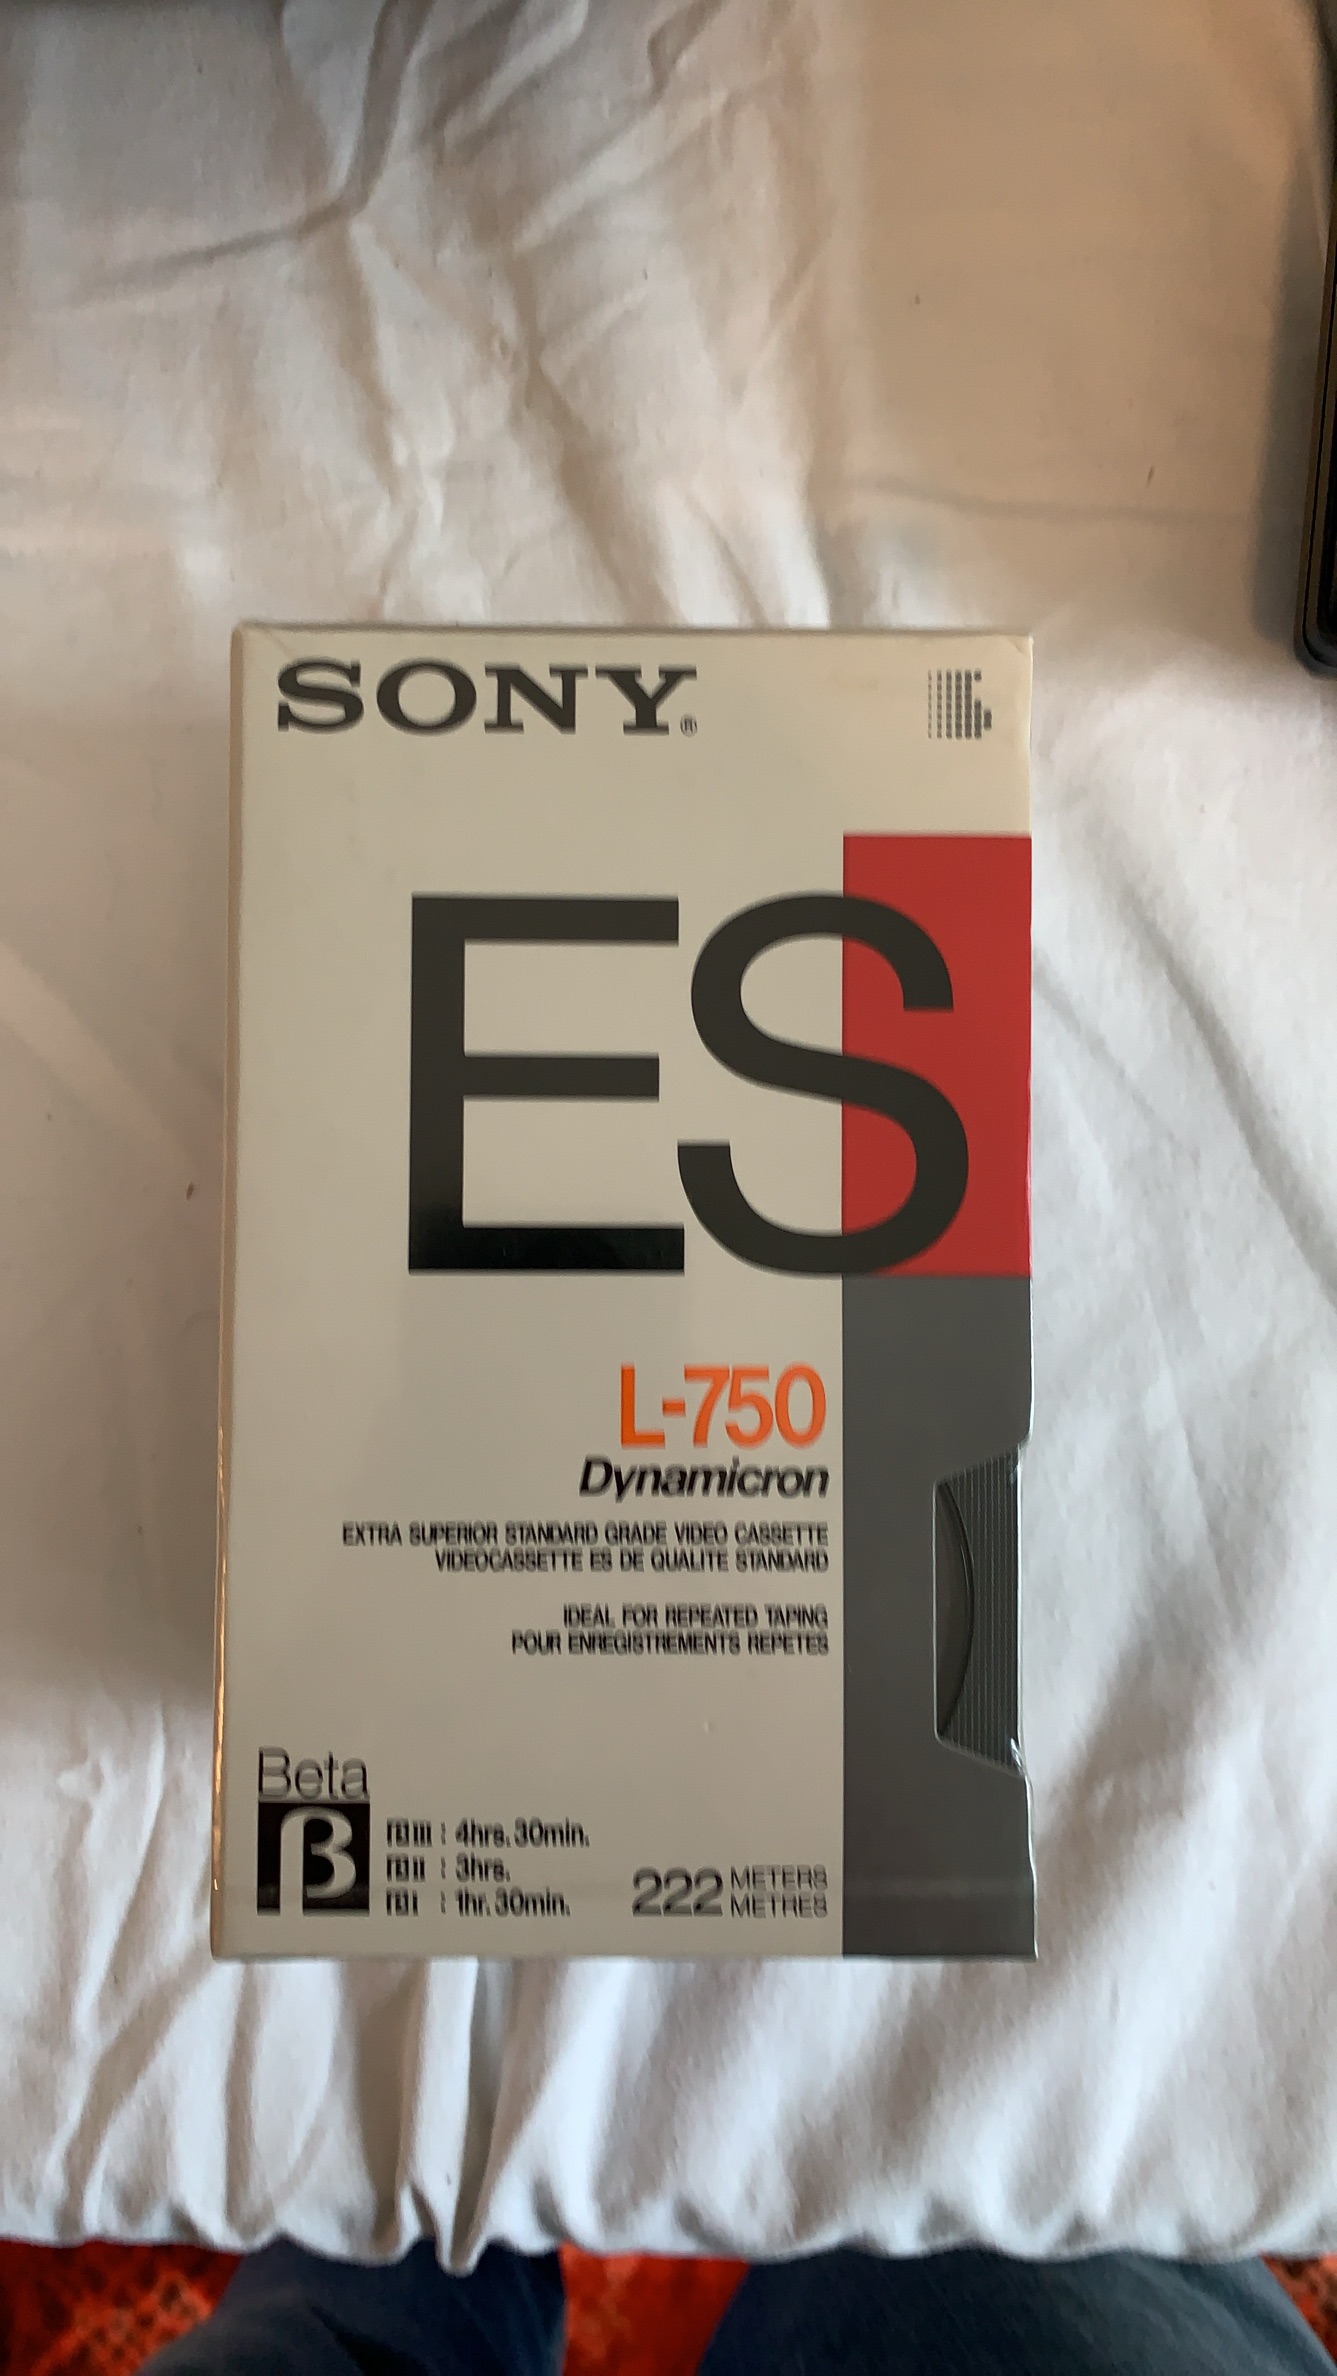 SONY®
ES
L-750
Dynamicron
EXTRA SUPERIOR STANDARD GRADE VIDEO CASSETTE
VIDEOCASSETTE ES DE QUALITE STANDARD
IDEAL FOR REPEATED TAPING
POUR ENREGISTREMENTS REPETES
Beta
β
βIII : 4hrs.30min.
βII : 3hrs.
βI : 1hr.30min.
222 METERS
METRES